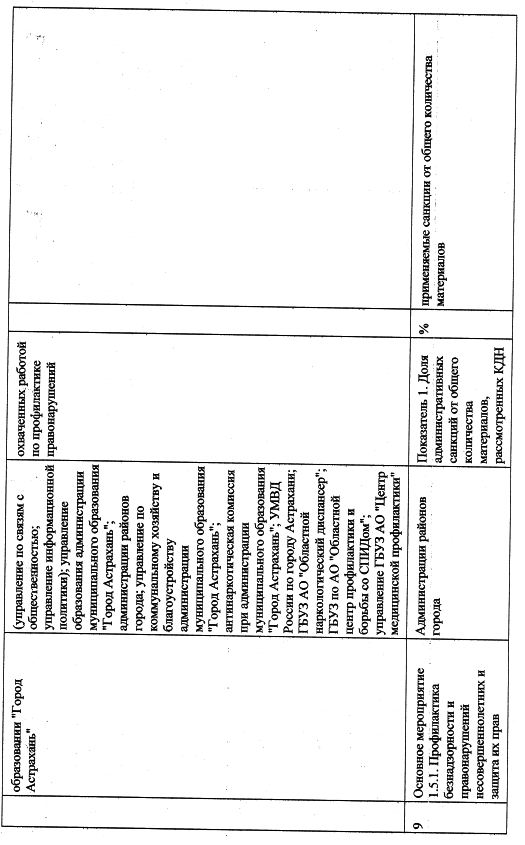 образовании "Город
Астрахань"
(управление по связям с
общественностью;
управление информационной
политики); управление
образования администрации
муниципального образования
"Город Астрахань";
администрации районов
города; управление по
коммунальному хозяйству и
благоустройству
администрации
муниципального образования
"Город Астрахань";
антинаркотическая комиссия
при администрации
муниципального образования
"Город Астрахань"; УМВД
России по городу Астрахани;
ГБУЗ АО "Областной
наркологический диспансер";
ГБУЗ по АО "Областной
центр профилактики и
борьбы со СПИДом";
управление ГБУЗ АО "Центр
медицинской профилактики"
охваченных работой
по профилактике
правонарушений
9
Основное мероприятие
1.5.1. Профилактика
безнадзорности и
правонарушений
несовершеннолетних и
защита их прав
Администрации районов
города
Показатель 1. Доля
административных
санкций от общего
количества
материалов,
рассмотренных КДН
%
применяемые санкции от общего количества
материалов